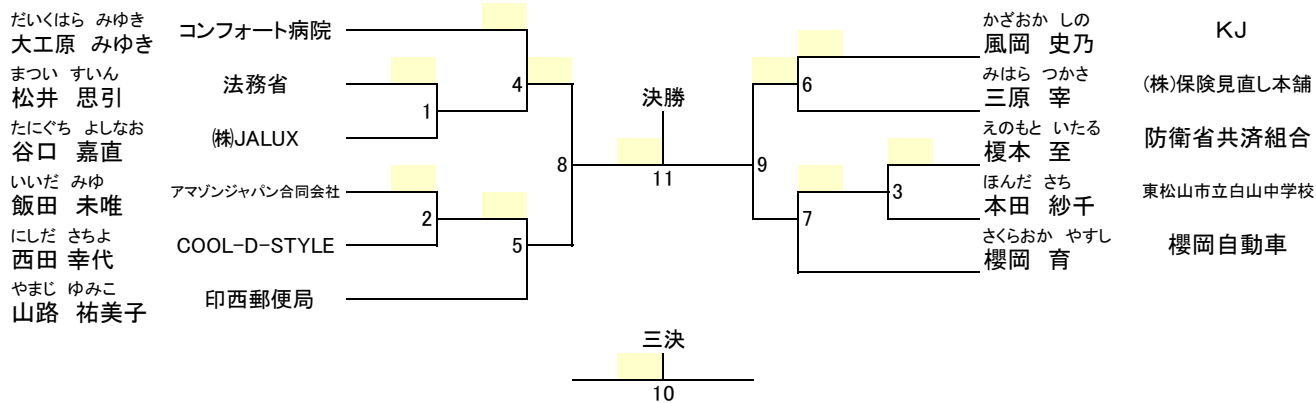 だいくはら みゆき
大工原 みゆき コンフォート病院
まつい すいん
松井 思引 法務省
たにぐち よしなお
谷口 嘉直 ㈱JALUX
いいだ みゆ
飯田 未唯 アマゾンジャパン合同会社
にしだ さちよ
西田 幸代 COOL-D-STYLE
やまじ ゆみこ
山路 祐美子 印西郵便局
4
1
8
2
5
決勝
11
三決
10
6
9
3
7
かざおか しの
風岡 史乃 KJ
みはら つかさ
三原 宰 (株)保険見直し本舗
えのもと いたる
榎本 至 防衛省共済組合
ほんだ さち
本田 紗千 東松山市立白山中学校
さくらおか やすし
櫻岡 育 櫻岡自動車